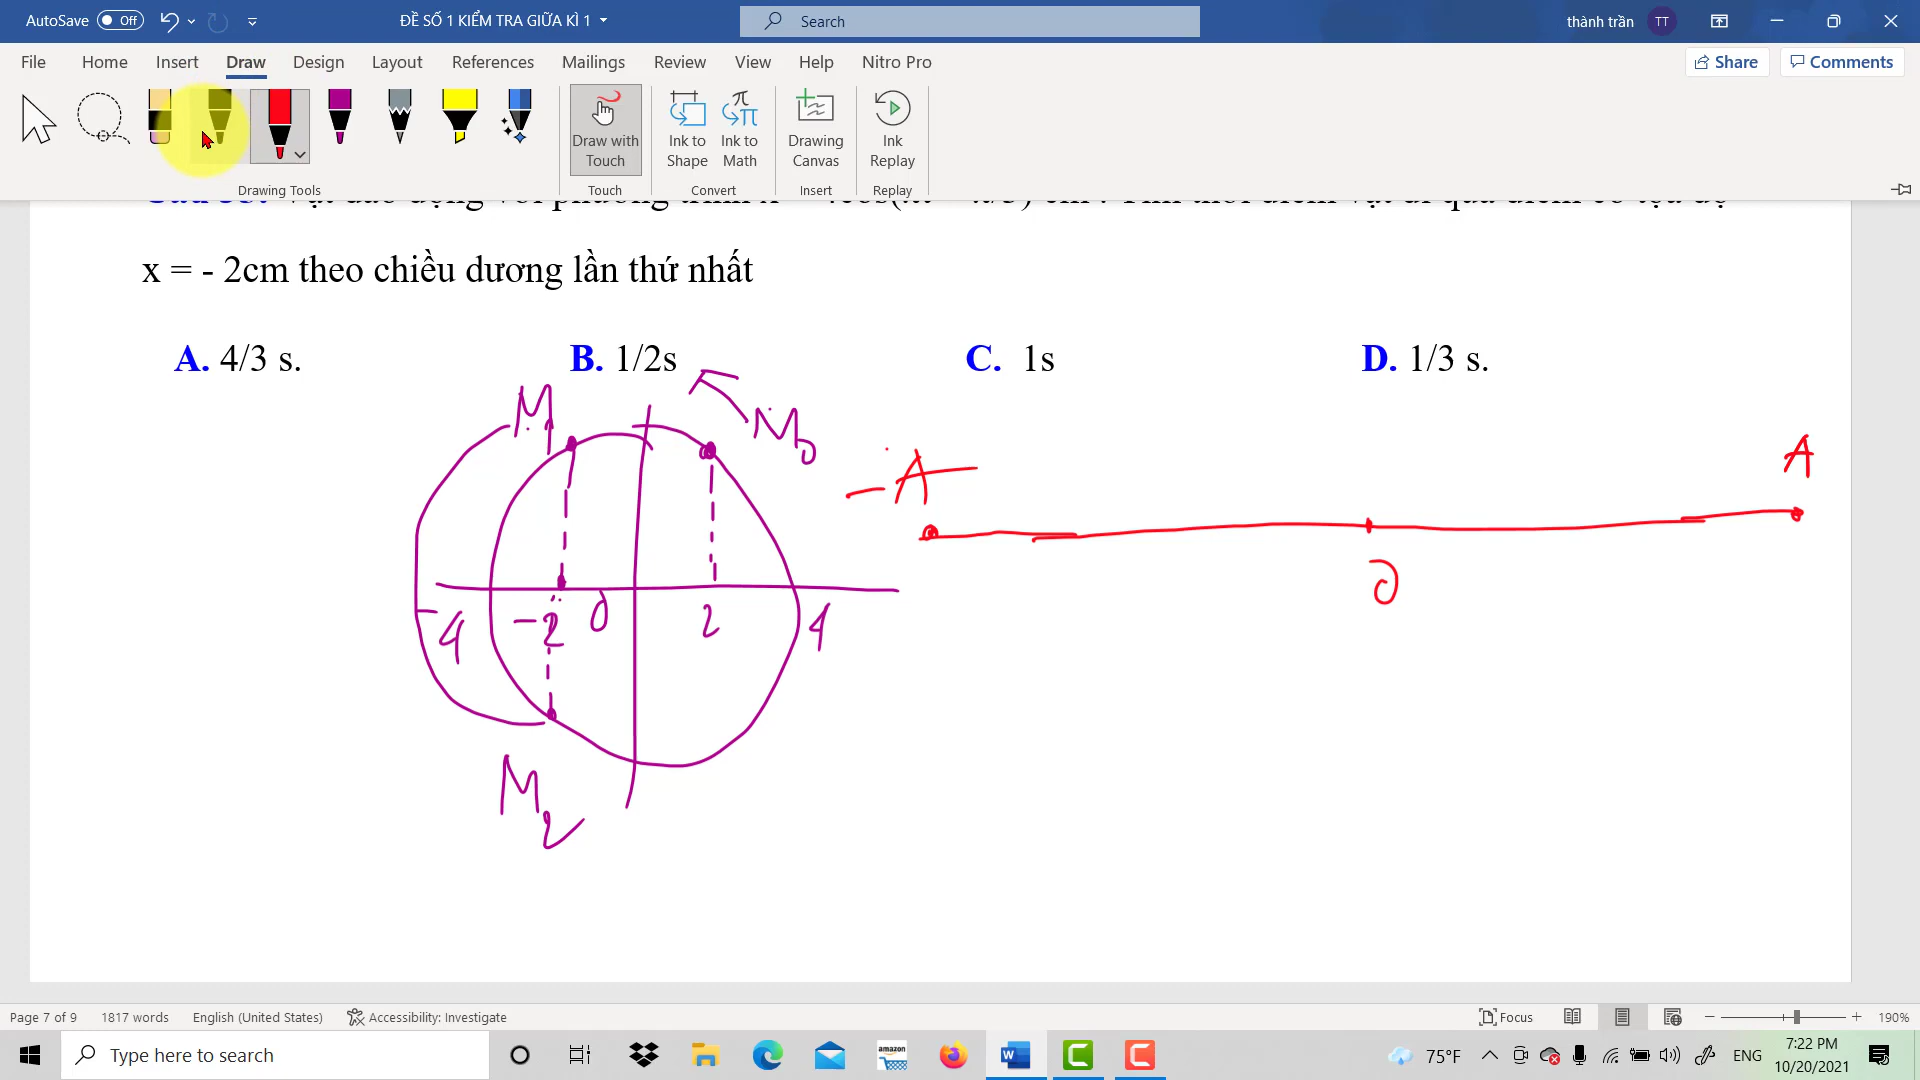 AutoSave Off ĐỀ SỐ 1 KIỂM TRA GIỮA KÌ 1 Search thành trần TT
File Home Insert Draw Design Layout References Mailings Review View Help Nitro Pro Share Comments
Draw with Touch
Ink to Shape
Ink to Math
Drawing Canvas
Ink Replay
Drawing Tools Touch Convert Insert Replay
x = - 2cm theo chiều dương lần thứ nhất
A. 4/3 s. B. 1/2s C. 1s D. 1/3 s.
M1 M0
-A A
O
-4 -2 O 2 4
M2
Page 7 of 9 1817 words English (United States) Accessibility: Investigate Focus 190%
Type here to search amazon 75°F ENG 7:22 PM
10/20/2021